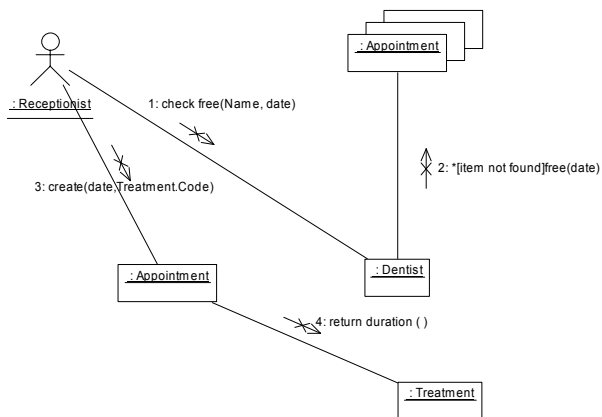 : Appointment
: Receptionist
1: check free(Name, date)
2: *[item not found]free(date)
3: create(date,Treatment.Code)
: Appointment
: Dentist
4: return duration ( )
: Treatment